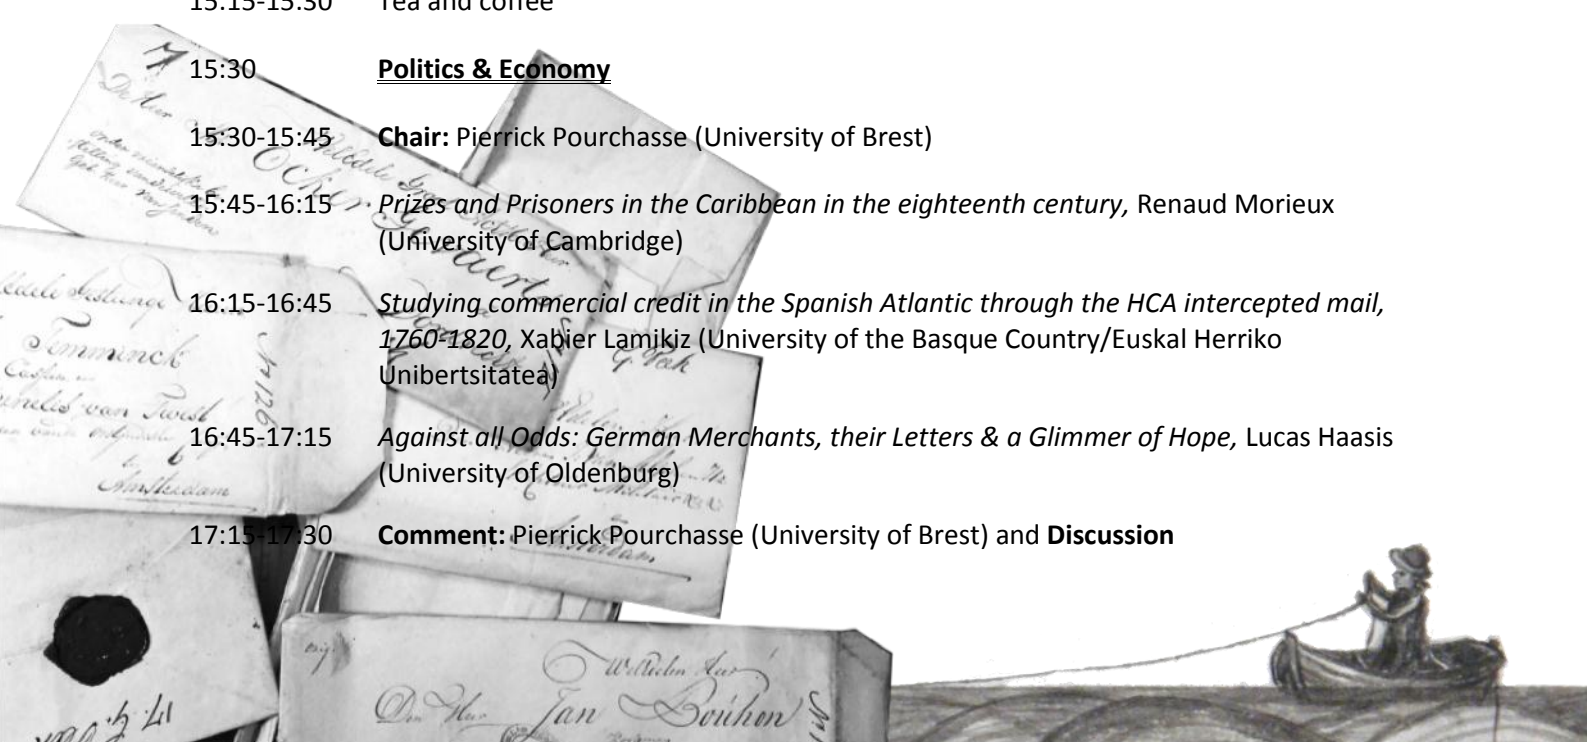 15:15-15:30 Tea and coffee
15:30 Politics & Economy
15:30-15:45 Chair: Pierrick Pourchasse (University of Brest)
15:45-16:15 Prizes and Prisoners in the Caribbean in the eighteenth century, Renaud Morieux
(University of Cambridge)
16:15-16:45 Studying commercial credit in the Spanish Atlantic through the HCA intercepted mail,
1760-1820, Xabier Lamikiz (University of the Basque Country/Euskal Herriko
Unibertsitatea)
16:45-17:15 Against all Odds: German Merchants, their Letters & a Glimmer of Hope, Lucas Haasis
(University of Oldenburg)
17:15-17:30 Comment: Pierrick Pourchasse (University of Brest) and Discussion
Temminck
van Twist
Amsterdam
G. Peak
Amsterdam
Jan Bouhon